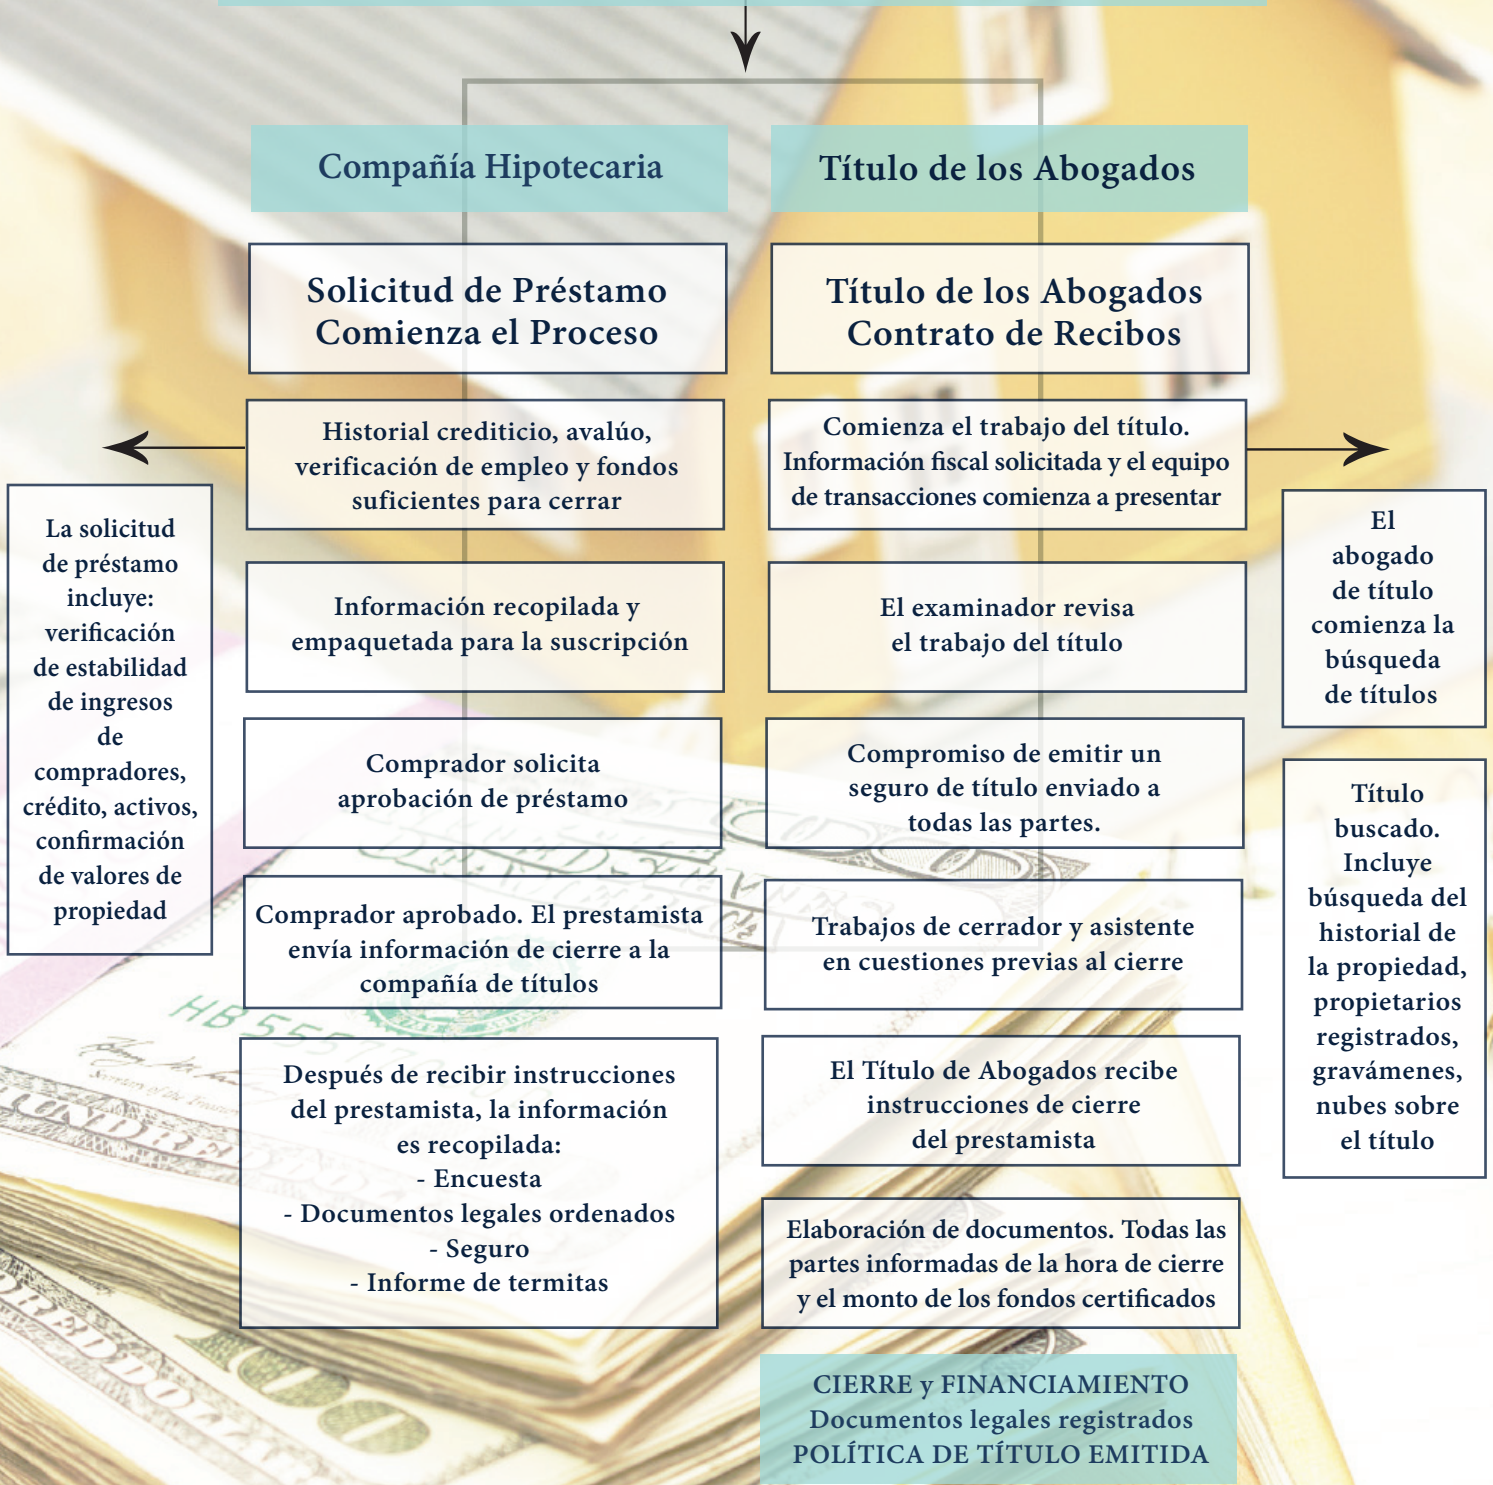 Compañía Hipotecaria
Título de los Abogados
Solicitud de Préstamo
Comienza el Proceso
Título de los Abogados
Contrato de Recibos
Historial crediticio, avalúo,
verificación de empleo y fondos
suficientes para cerrar
Comienza el trabajo del título.
Información fiscal solicitada y el equipo
de transacciones comienza a presentar
La solicitud
de préstamo
incluye:
verificación
de estabilidad
de ingresos
de
compradores,
crédito, activos,
confirmación
de valores de
propiedad
El
abogado
de título
comienza la
búsqueda
de títulos
Información recopilada y
empaquetada para la suscripción
El examinador revisa
el trabajo del título
Comprador solicita
aprobación de préstamo
Compromiso de emitir un
seguro de título enviado a
todas las partes.
Título
buscado.
Incluye
búsqueda del
historial de
la propiedad,
propietarios
registrados,
gravámenes,
nubes sobre
el título
Comprador aprobado. El prestamista
envía información de cierre a la
compañía de títulos
Trabajos de cerrador y asistente
en cuestiones previas al cierre
Después de recibir instrucciones
del prestamista, la información
es recopilada:
- Encuesta
- Documentos legales ordenados
- Seguro
- Informe de termitas
El Título de Abogados recibe
instrucciones de cierre
del prestamista
Elaboración de documentos. Todas las
partes informadas de la hora de cierre
y el monto de los fondos certificados
CIERRE y FINANCIAMIENTO
Documentos legales registrados
POLÍTICA DE TÍTULO EMITIDA